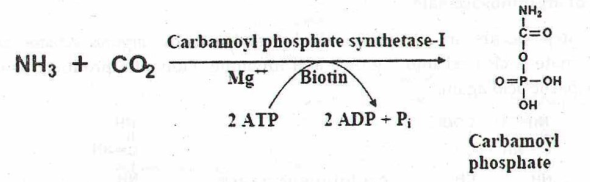 NH₃ + CO₂
Carbamoyl phosphate synthetase-I
Mg⁺⁺
Biotin
2 ATP
2 ADP + Pᵢ
NH₂
C=O
O
O=P–OH
OH
Carbamoyl
phosphate